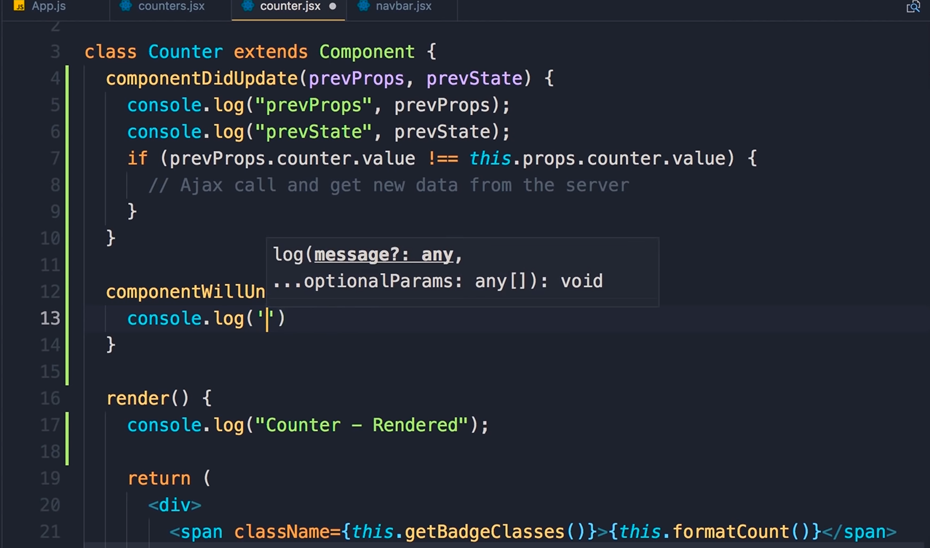 JS App.js counters.jsx counter.jsx navbar.jsx
2
3 class Counter extends Component {
4 componentDidUpdate(prevProps, prevState) {
5 console.log("prevProps", prevProps);
6 console.log("prevState", prevState);
7 if (prevProps.counter.value !== this.props.counter.value) {
8 // Ajax call and get new data from the server
9 }
10 }
11
log(message?: any,
...optionalParams: any[]): void
12 componentWillUn
13 console.log('')
14 }
15
16 render() {
17 console.log("Counter - Rendered");
18
19 return (
20 <div>
21 <span className={this.getBadgeClasses()}>{this.formatCount()}</span>